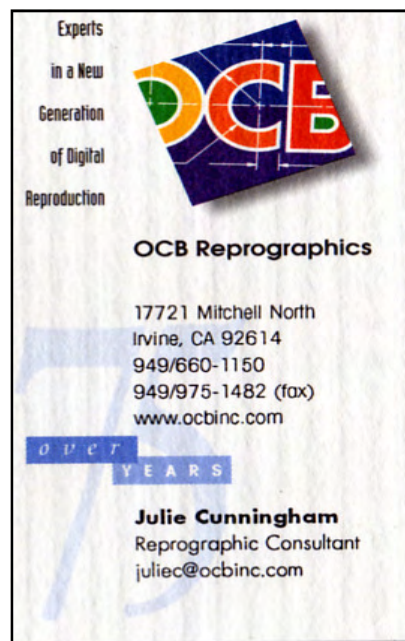 Experts
in a New
Generation
of Digital
Reproduction
OCB
OCB Reprographics
17721 Mitchell North
Irvine, CA 92614
949/660-1150
949/975-1482 (fax)
www.ocbinc.com
75
over
YEARS
Julie Cunningham
Reprographic Consultant
juliec@ocbinc.com